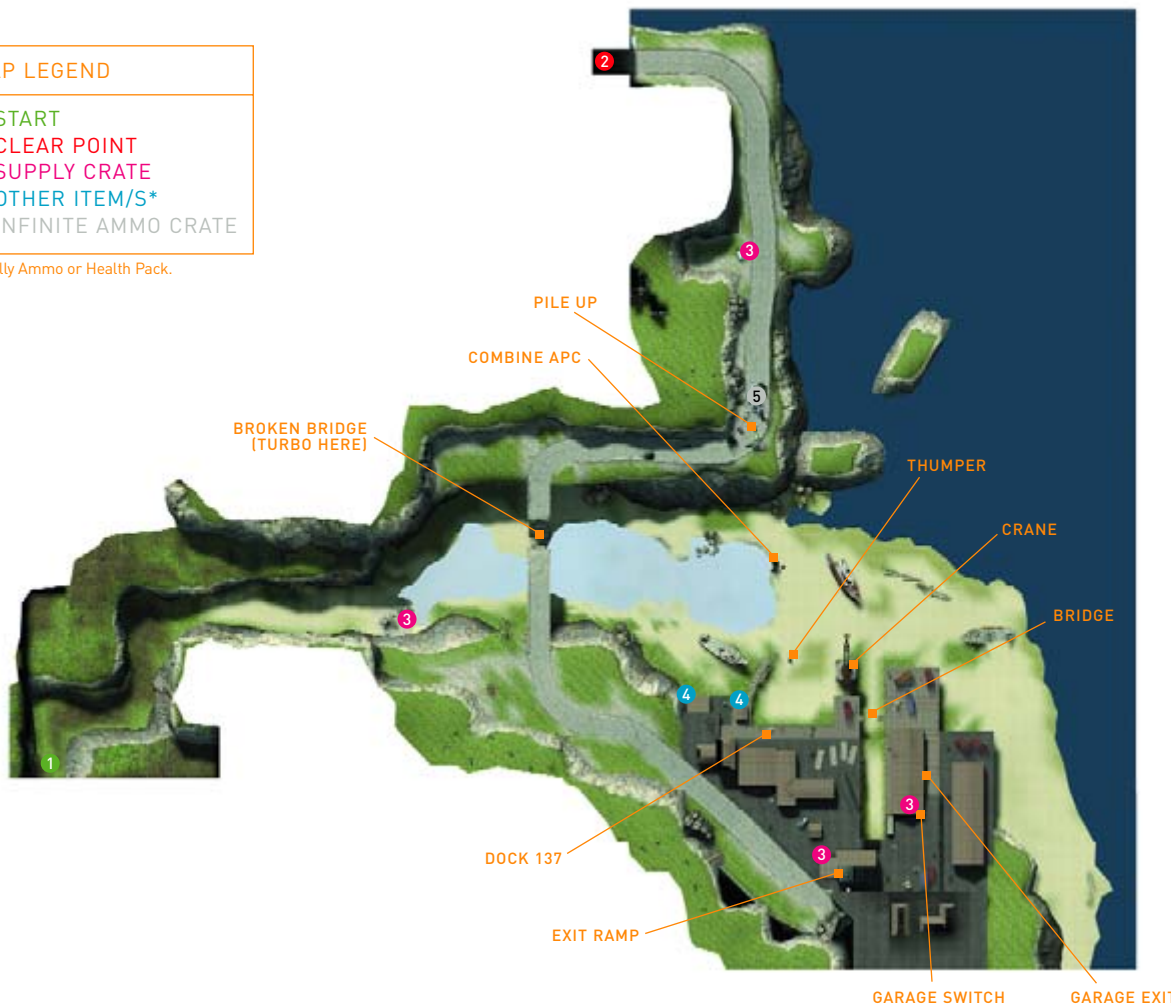 P LEGEND
START
CLEAR POINT
SUPPLY CRATE
OTHER ITEM/S*
NFINITE AMMO CRATE
lly Ammo or Health Pack.
2
3
PILE UP
COMBINE APC
5
BROKEN BRIDGE
(TURBO HERE)
THUMPER
CRANE
BRIDGE
3
4
4
1
3
3
DOCK 137
EXIT RAMP
GARAGE SWITCH
GARAGE EXIT